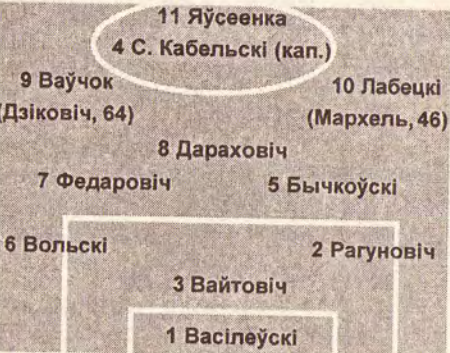 11 Яўсеенка
4 С. Кабельскі (кап.)
9 Ваўчок
(Дзіковіч, 64)
10 Лабецкі
(Мархель, 46)
8 Дараховіч
7 Федаровіч
5 Бычкоўскі
6 Вольскі
2 Рагуновіч
3 Вайтовіч
1 Васілеўскі